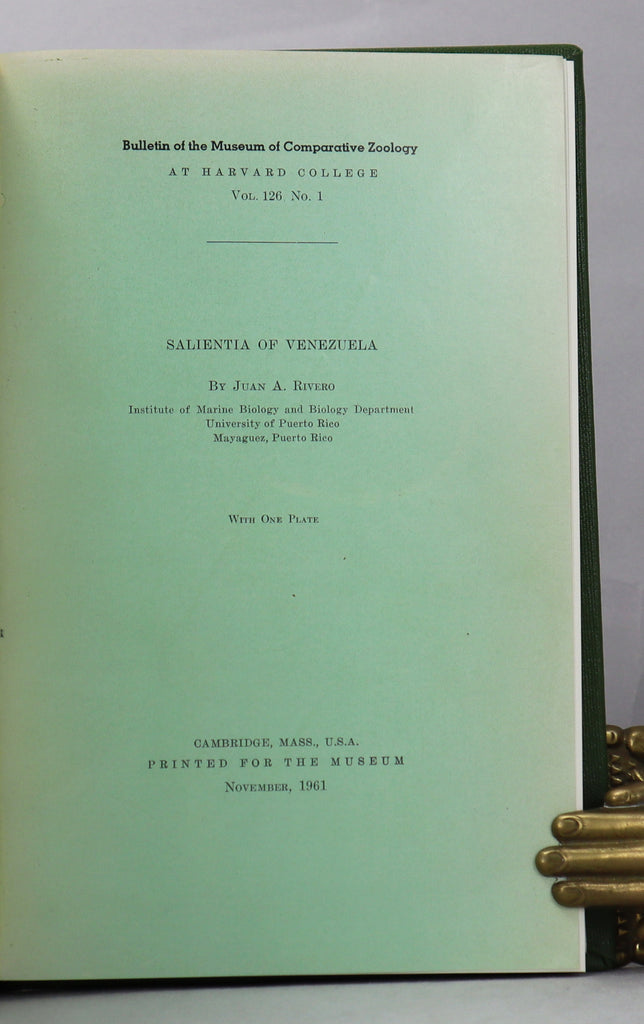 Bulletin of the Museum of Comparative Zoology
AT HARVARD COLLEGE
VOL. 126 NO. 1
SALIENTIA OF VENEZUELA
BY JUAN A. RIVERO
Institute of Marine Biology and Biology Department
University of Puerto Rico
Mayaguez, Puerto Rico
WITH ONE PLATE
CAMBRIDGE, MASS., U.S.A.
PRINTED FOR THE MUSEUM
NOVEMBER, 1961